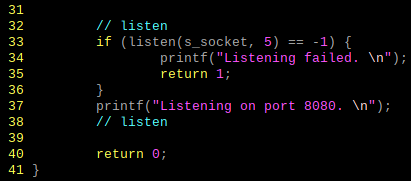 31
32         // listen
33         if (listen(s_socket, 5) == -1) {
34                 printf("Listening failed. \n");
35                 return 1;
36         }
37         printf("Listening on port 8080. \n");
38         // listen
39
40         return 0;
41 }